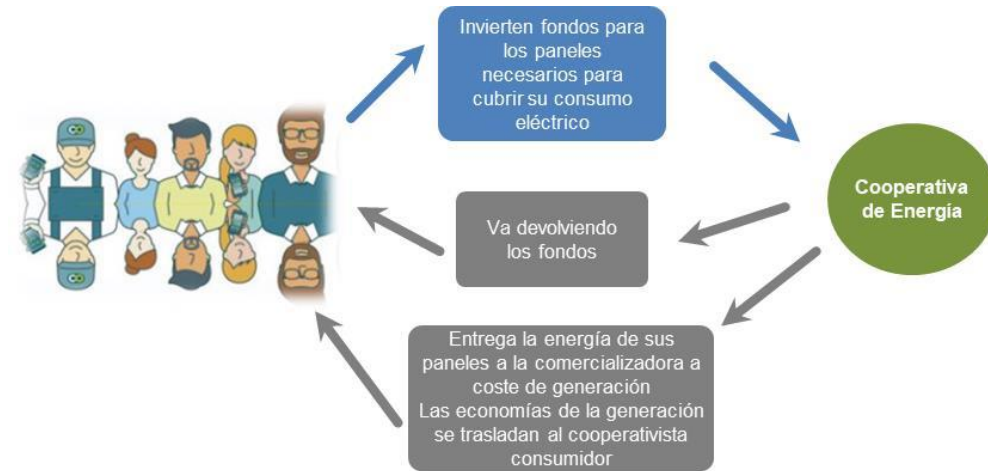 Invierten fondos para
los paneles
necesarios para
cubrir su consumo
eléctrico
Cooperativa
de Energía
Va devolviendo
los fondos
Entrega la energía de sus
paneles a la comercializadora a
coste de generación
Las economías de la generación
se trasladan al cooperativista
consumidor